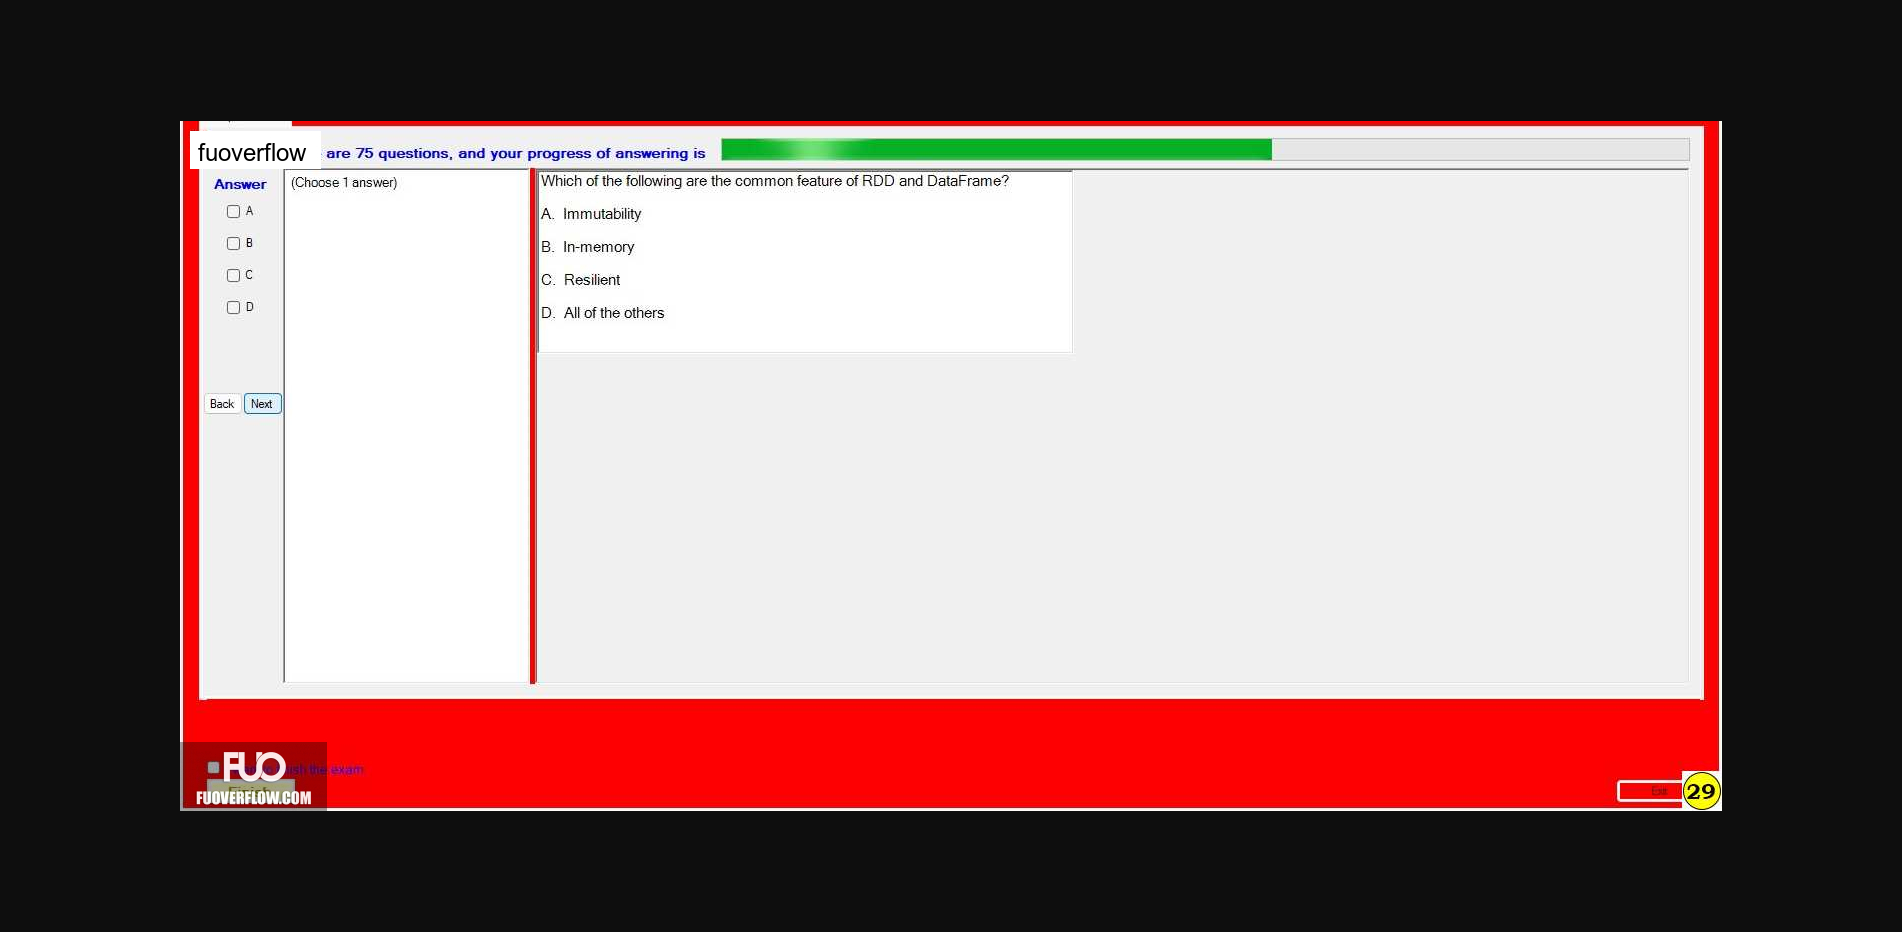 fuoverflow are 75 questions, and your progress of answering is
Answer
(Choose 1 answer)
A
B
C
D
Back Next
Which of the following are the common feature of RDD and DataFrame?
A. Immutability
B. In-memory
C. Resilient
D. All of the others
FUO
the exam
Finish
FUOVERFLOW.COM
Exit
29